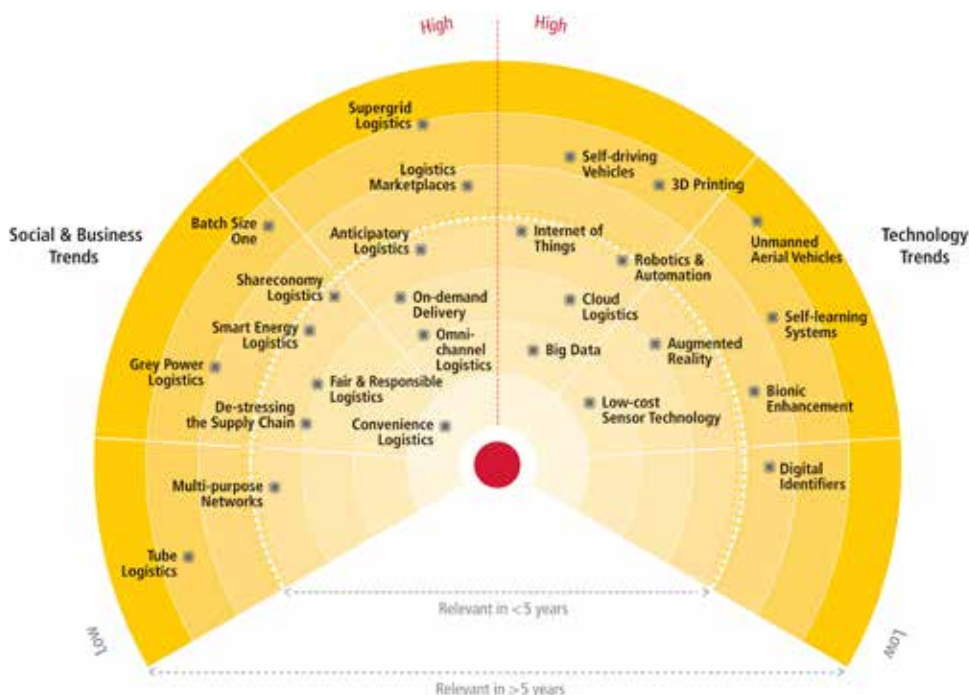 High
High
Supergrid
Logistics
Self-driving
Vehicles
Logistics
Marketplaces
3D Printing
Batch Size
One
Social & Business
Trends
Anticipatory
Logistics
Internet of
Things
Unmanned
Aerial Vehicles
Technology
Trends
Robotics &
Automation
Shareconomy
Logistics
On-demand
Delivery
Cloud
Logistics
Smart Energy
Logistics
Omni-
channel
Logistics
Self-learning
Systems
Big Data
Augmented
Reality
Grey Power
Logistics
Fair & Responsible
Logistics
De-stressing
the Supply Chain
Convenience
Logistics
Low-cost
Sensor Technology
Bionic
Enhancement
Multi-purpose
Networks
Digital
Identifiers
Tube
Logistics
Relevant in <5 years
Low
Low
Relevant in >5 years